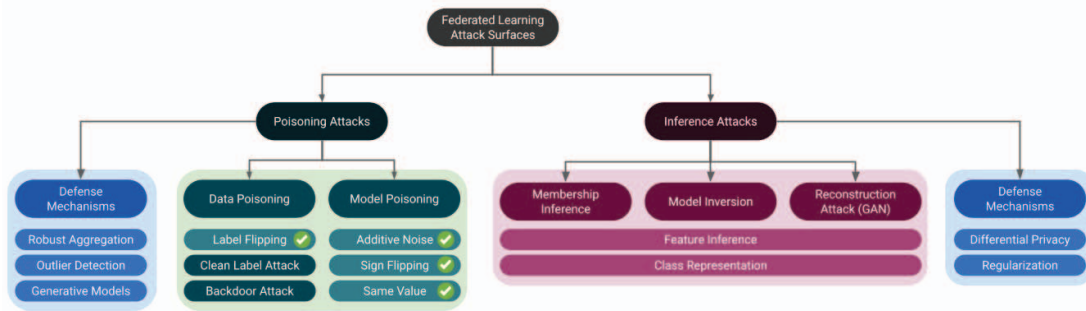 Federated Learning
Attack Surfaces
Poisoning Attacks
Inference Attacks
Defense
Mechanisms
Robust Aggregation
Outlier Detection
Generative Models
Data Poisoning
Label Flipping
Clean Label Attack
Backdoor Attack
Model Poisoning
Additive Noise
Sign Flipping
Same Value
Membership
Inference
Model Inversion
Reconstruction
Attack (GAN)
Feature Inference
Class Representation
Defense
Mechanisms
Differential Privacy
Regularization